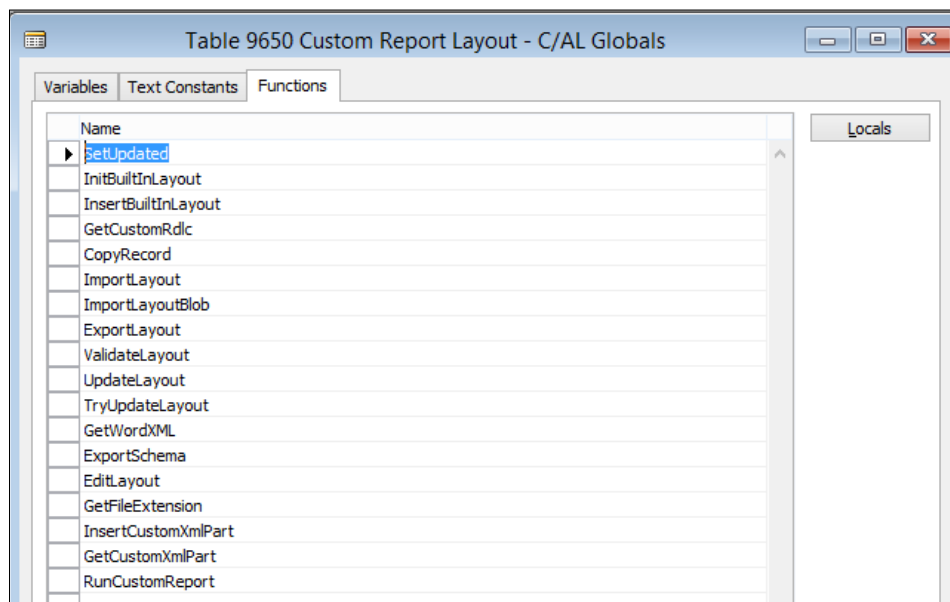 Table 9650 Custom Report Layout - C/AL Globals
Variables Text Constants Functions
Name
Locals
SetUpdated
InitBuiltInLayout
InsertBuiltInLayout
GetCustomRdlc
CopyRecord
ImportLayout
ImportLayoutBlob
ExportLayout
ValidateLayout
UpdateLayout
TryUpdateLayout
GetWordXML
ExportSchema
EditLayout
GetFileExtension
InsertCustomXmlPart
GetCustomXmlPart
RunCustomReport